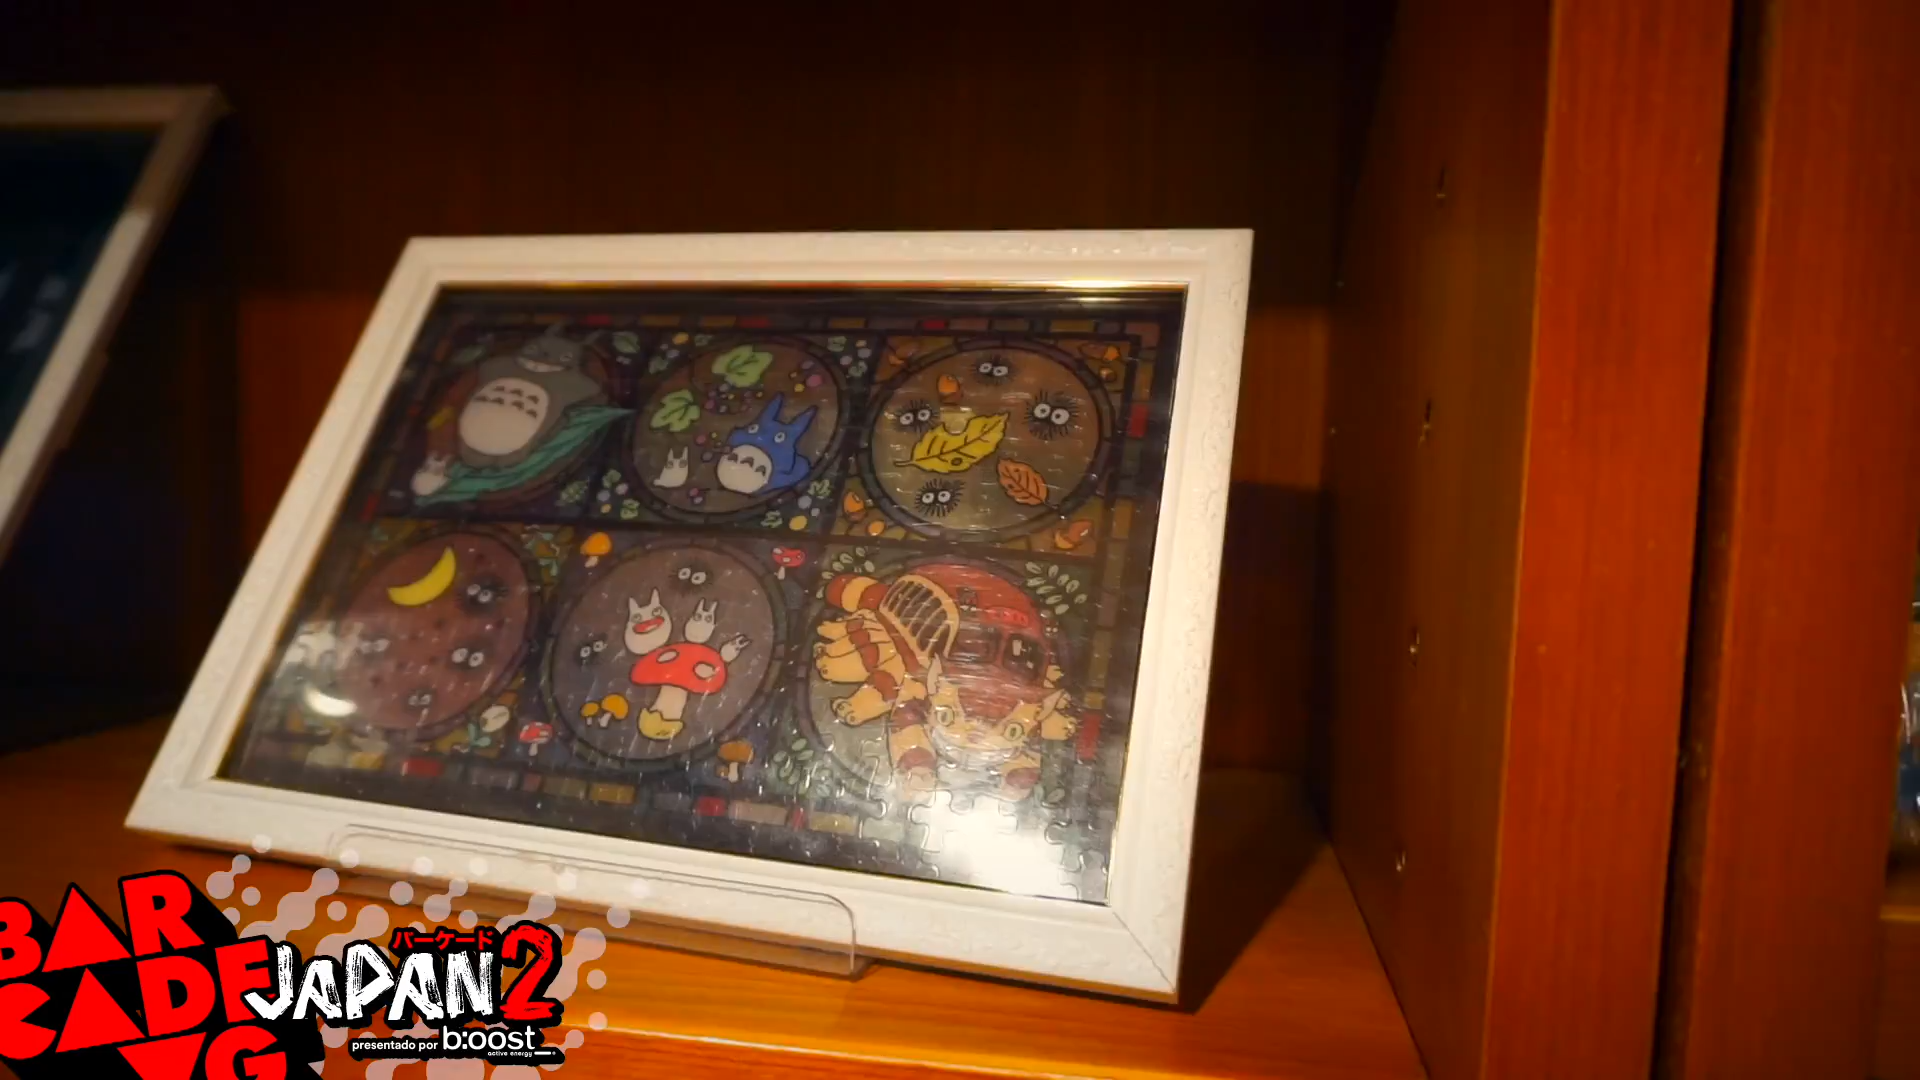 BAR
CADE
VG
バーケード
JAPAN 2
presentado por b:oost
active energy